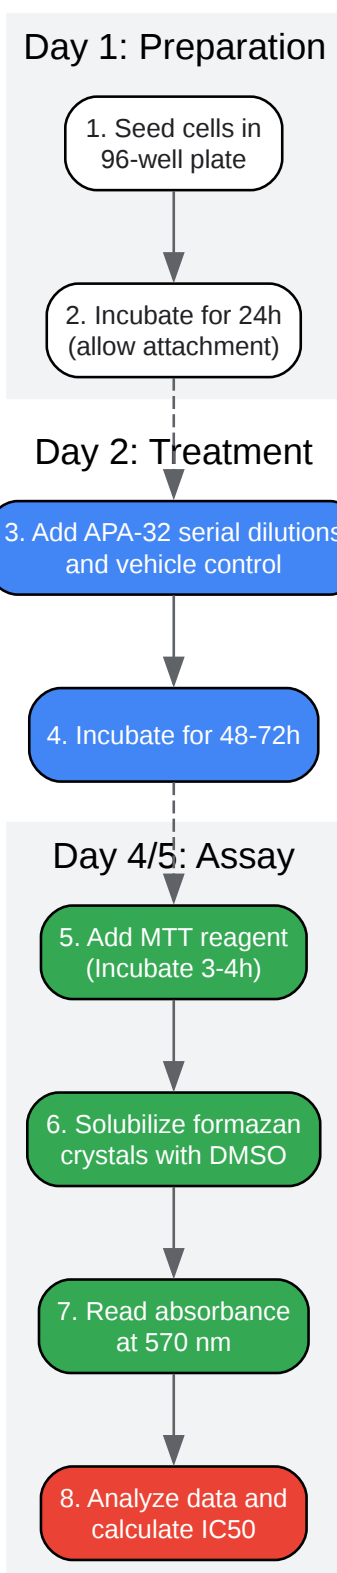 Day 1: Preparation
1. Seed cells in
96-well plate
2. Incubate for 24h
(allow attachment)
Day 2: Treatment
3. Add APA-32 serial dilutions
and vehicle control
4. Incubate for 48-72h
Day 4/5: Assay
5. Add MTT reagent
(Incubate 3-4h)
6. Solubilize formazan
crystals with DMSO
7. Read absorbance
at 570 nm
8. Analyze data and
calculate IC50